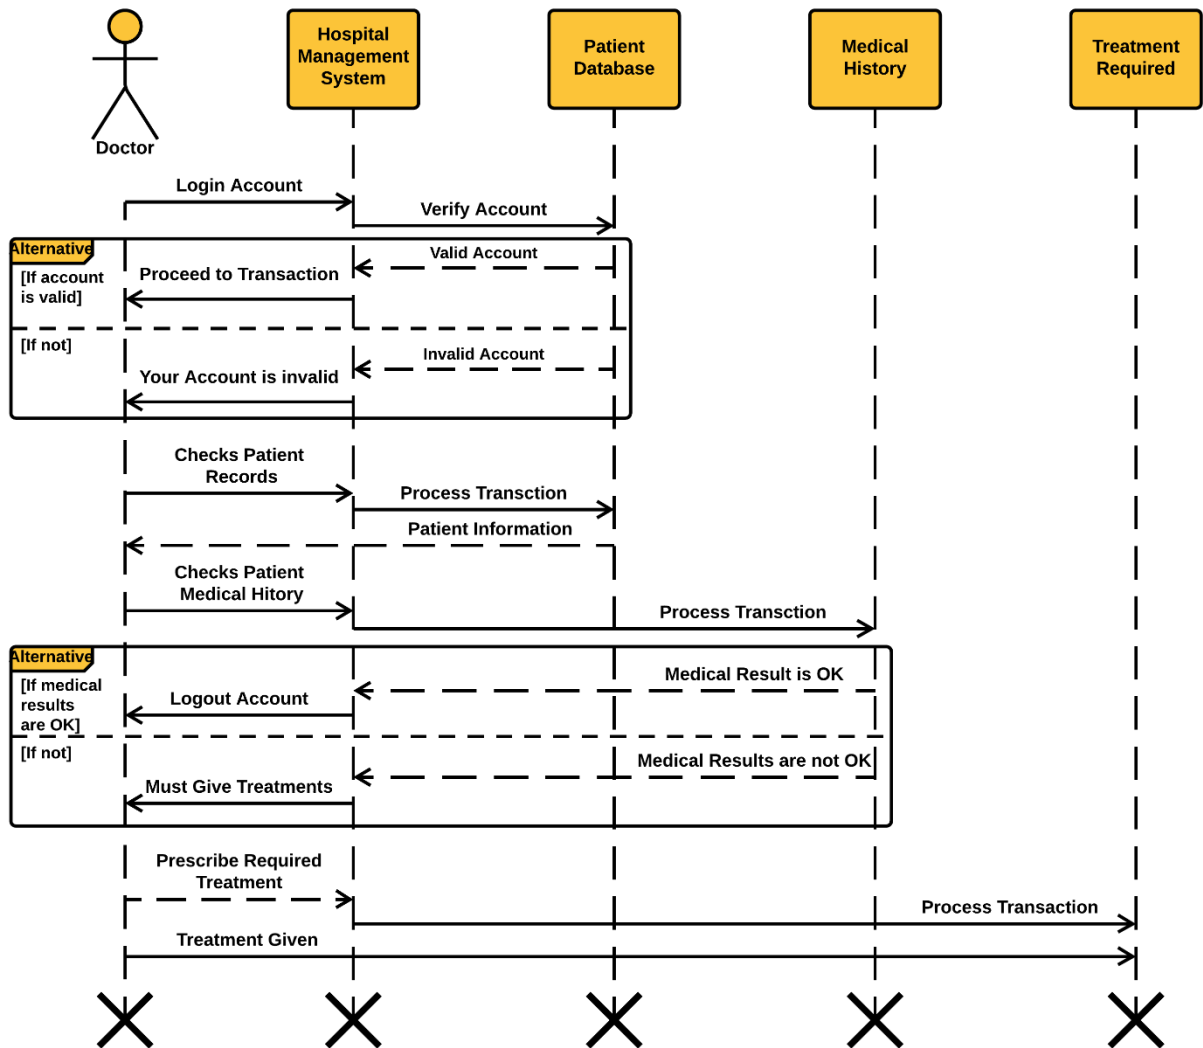 Hospital
Management
System
Patient
Database
Medical
History
Treatment
Required
Doctor
Login Account
Verify Account
Alternative
Valid Account
[If account
is valid]
Proceed to Transaction
[If not]
Invalid Account
Your Account is invalid
Checks Patient
Records
Process Transction
Patient Information
Checks Patient
Medical Hitory
Process Transction
Alternative
[If medical
results
are OK]
Medical Result is OK
Logout Account
[If not]
Medical Results are not OK
Must Give Treatments
Prescribe Required
Treatment
Process Transaction
Treatment Given